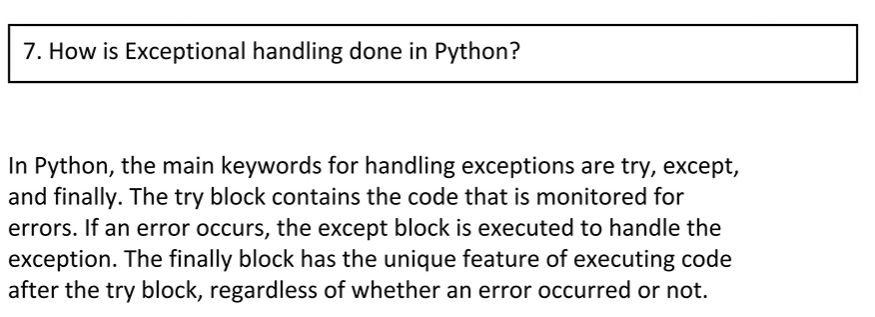 7. How is Exceptional handling done in Python?
In Python, the main keywords for handling exceptions are try, except,
and finally. The try block contains the code that is monitored for
errors. If an error occurs, the except block is executed to handle the
exception. The finally block has the unique feature of executing code
after the try block, regardless of whether an error occurred or not.